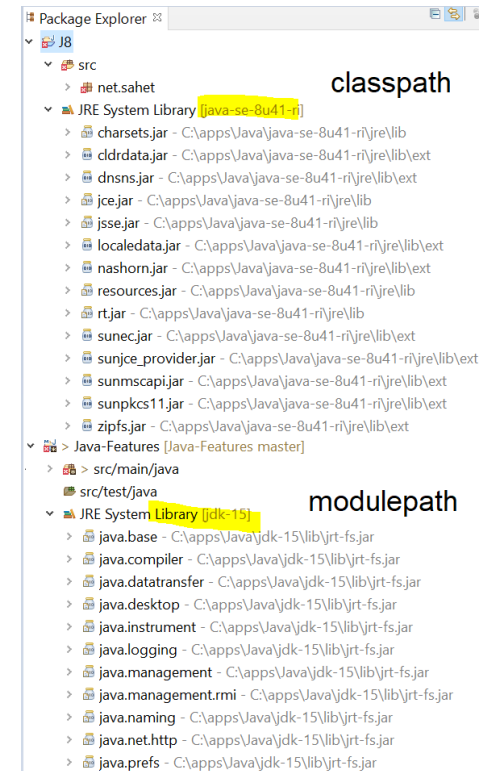 Package Explorer
J8
src
net.sahet
classpath
JRE System Library [java-se-8u41-ri]
charsets.jar - C:\apps\Java\java-se-8u41-ri\jre\lib
cldrdata.jar - C:\apps\Java\java-se-8u41-ri\jre\lib\ext
dnsns.jar - C:\apps\Java\java-se-8u41-ri\jre\lib\ext
jce.jar - C:\apps\Java\java-se-8u41-ri\jre\lib
jsse.jar - C:\apps\Java\java-se-8u41-ri\jre\lib
localedata.jar - C:\apps\Java\java-se-8u41-ri\jre\lib\ext
nashorn.jar - C:\apps\Java\java-se-8u41-ri\jre\lib\ext
resources.jar - C:\apps\Java\java-se-8u41-ri\jre\lib
rt.jar - C:\apps\Java\java-se-8u41-ri\jre\lib
sunec.jar - C:\apps\Java\java-se-8u41-ri\jre\lib\ext
sunjce_provider.jar - C:\apps\Java\java-se-8u41-ri\jre\lib\ext
sunmscapi.jar - C:\apps\Java\java-se-8u41-ri\jre\lib\ext
sunpkcs11.jar - C:\apps\Java\java-se-8u41-ri\jre\lib\ext
zipfs.jar - C:\apps\Java\java-se-8u41-ri\jre\lib\ext
> Java-Features [Java-Features master]
> src/main/java
src/test/java
modulepath
JRE System Library [jdk-15]
java.base - C:\apps\Java\jdk-15\lib\jrt-fs.jar
java.compiler - C:\apps\Java\jdk-15\lib\jrt-fs.jar
java.datatransfer - C:\apps\Java\jdk-15\lib\jrt-fs.jar
java.desktop - C:\apps\Java\jdk-15\lib\jrt-fs.jar
java.instrument - C:\apps\Java\jdk-15\lib\jrt-fs.jar
java.logging - C:\apps\Java\jdk-15\lib\jrt-fs.jar
java.management - C:\apps\Java\jdk-15\lib\jrt-fs.jar
java.management.rmi - C:\apps\Java\jdk-15\lib\jrt-fs.jar
java.naming - C:\apps\Java\jdk-15\lib\jrt-fs.jar
java.net.http - C:\apps\Java\jdk-15\lib\jrt-fs.jar
java.prefs - C:\apps\Java\jdk-15\lib\jrt-fs.jar